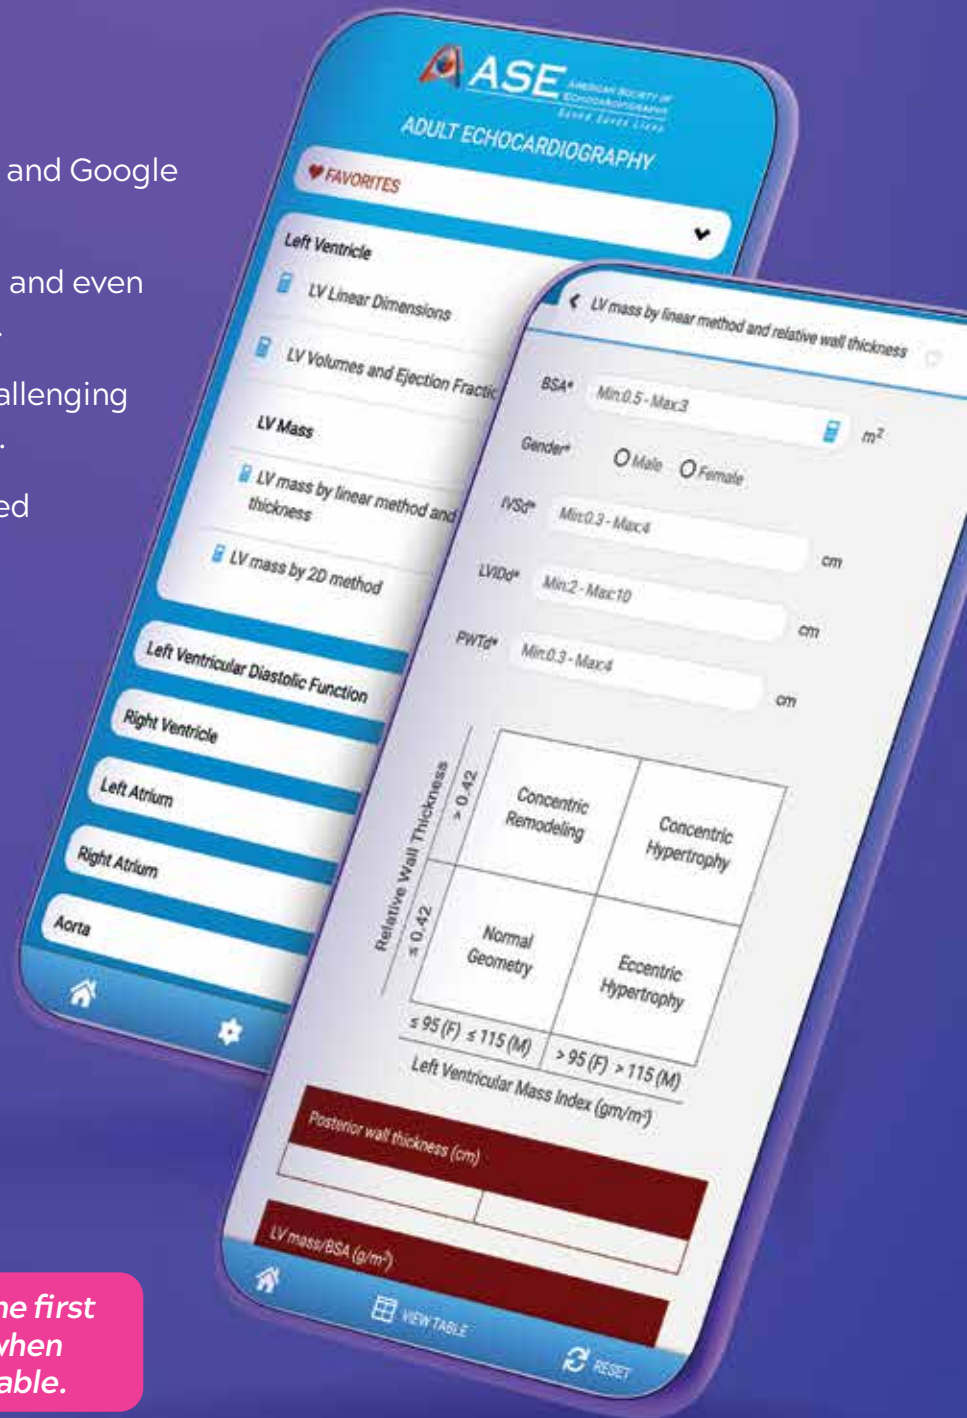 and Google
and even
.
allenging
.
ed
ne first
when
able.
ASE
AMERICAN SOCIETY OF
ECHOCARDIOGRAPHY
ADULT ECHOCARDIOGRAPHY
FAVORITES
Left Ventricle
LV Linear Dimensions
LV Volumes and Ejection Fractic
LV Mass
LV mass by linear method and
thickness
LV mass by 2D method
Left Ventricular Diastolic Function
Right Ventricle
Left Atrium
Right Atrium
Aorta
LV mass by linear method and relative wall thickness
BSA* Min:0.5 - Max:3 m²
Gender* Male Female
IVSd* Min:0.3 - Max:4 cm
LVIDd* Min:2 - Max:10 cm
PWTd* Min:0.3 - Max:4 cm
Relative Wall Thickness
> 0.42
≤ 0.42
Concentric
Remodeling
Concentric
Hypertrophy
Normal
Geometry
Eccentric
Hypertrophy
≤ 95 (F) ≤ 115 (M)
> 95 (F) > 115 (M)
Left Ventricular Mass Index (gm/m²)
Posterior wall thickness (cm)
LV mass/BSA (g/m²)
VIEW TABLE
RESET